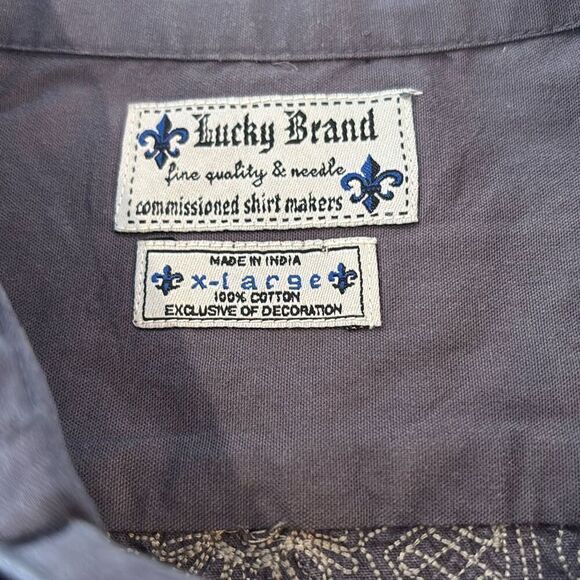 Lucky Brand
fine quality & needle
commissioned shirt makers
MADE IN INDIA
x-large
100% COTTON
EXCLUSIVE OF DECORATION